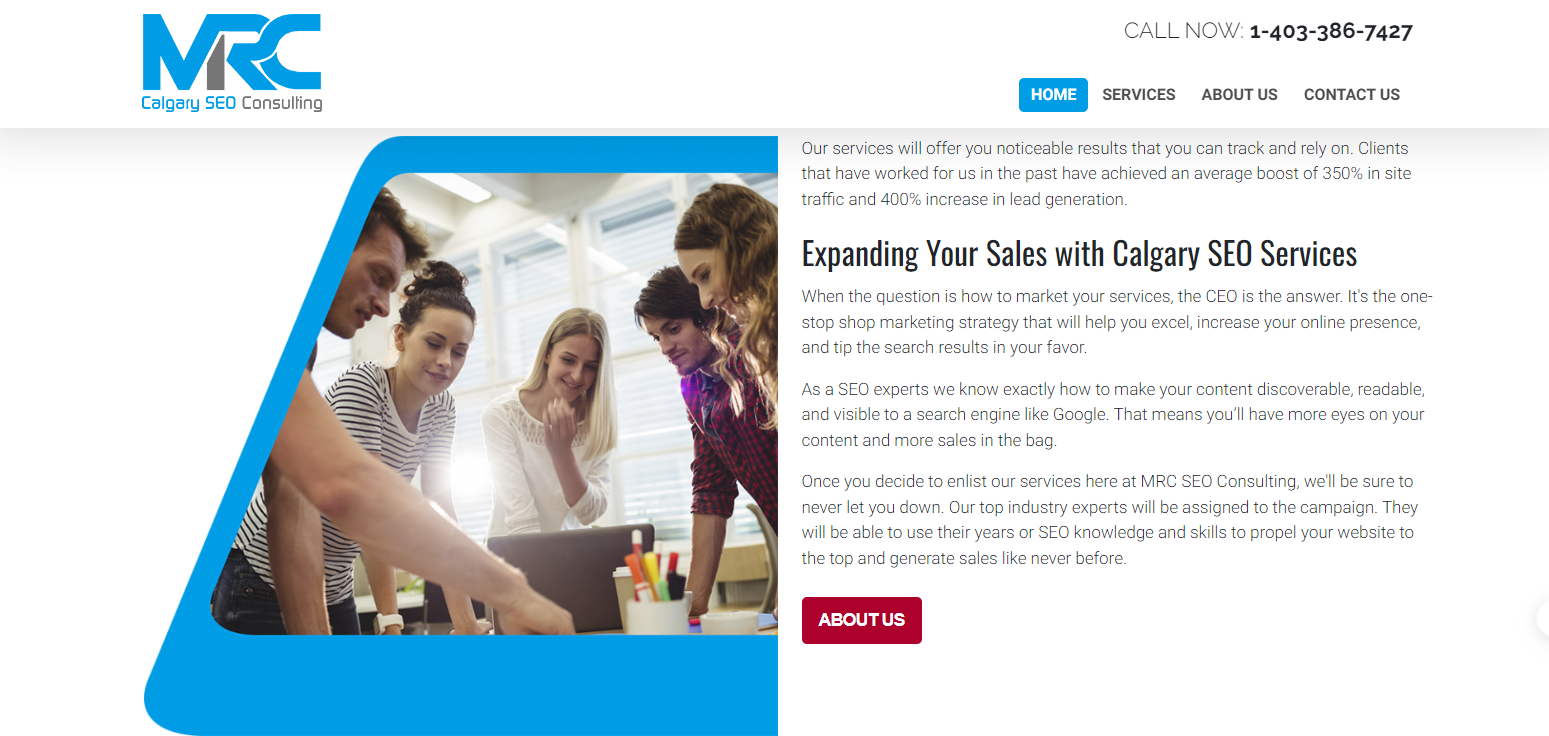 MRC
Calgary SEO Consulting
CALL NOW: 1-403-386-7427
HOME SERVICES ABOUT US CONTACT US
Our services will offer you noticeable results that you can track and rely on. Clients
that have worked for us in the past have achieved an average boost of 350% in site
traffic and 400% increase in lead generation.
Expanding Your Sales with Calgary SEO Services
When the question is how to market your services, the CEO is the answer. It's the one-
stop shop marketing strategy that will help you excel, increase your online presence,
and tip the search results in your favor.
As a SEO experts we know exactly how to make your content discoverable, readable,
and visible to a search engine like Google. That means you'll have more eyes on your
content and more sales in the bag.
Once you decide to enlist our services here at MRC SEO Consulting, we'll be sure to
never let you down. Our top industry experts will be assigned to the campaign. They
will be able to use their years or SEO knowledge and skills to propel your website to
the top and generate sales like never before.
ABOUT US